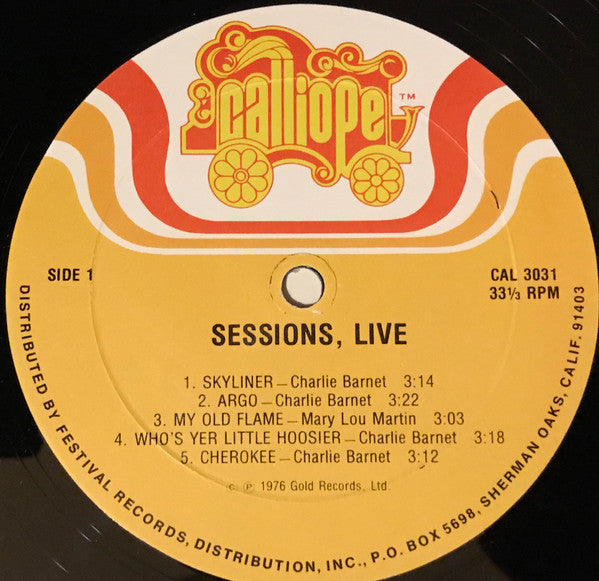 calliope™
SIDE 1
CAL 3031
33⅓ RPM
SESSIONS, LIVE
1. SKYLINER – Charlie Barnet 3:14
2. ARGO – Charlie Barnet 3:22
3. MY OLD FLAME – Mary Lou Martin 3:03
4. WHO'S YER LITTLE HOOSIER – Charlie Barnet 3:18
5. CHEROKEE – Charlie Barnet 3:12
© ℗ 1976 Gold Records, Ltd.
DISTRIBUTED BY FESTIVAL RECORDS, DISTRIBUTION, INC., P.O. BOX 5698, SHERMAN OAKS, CALIF. 91403